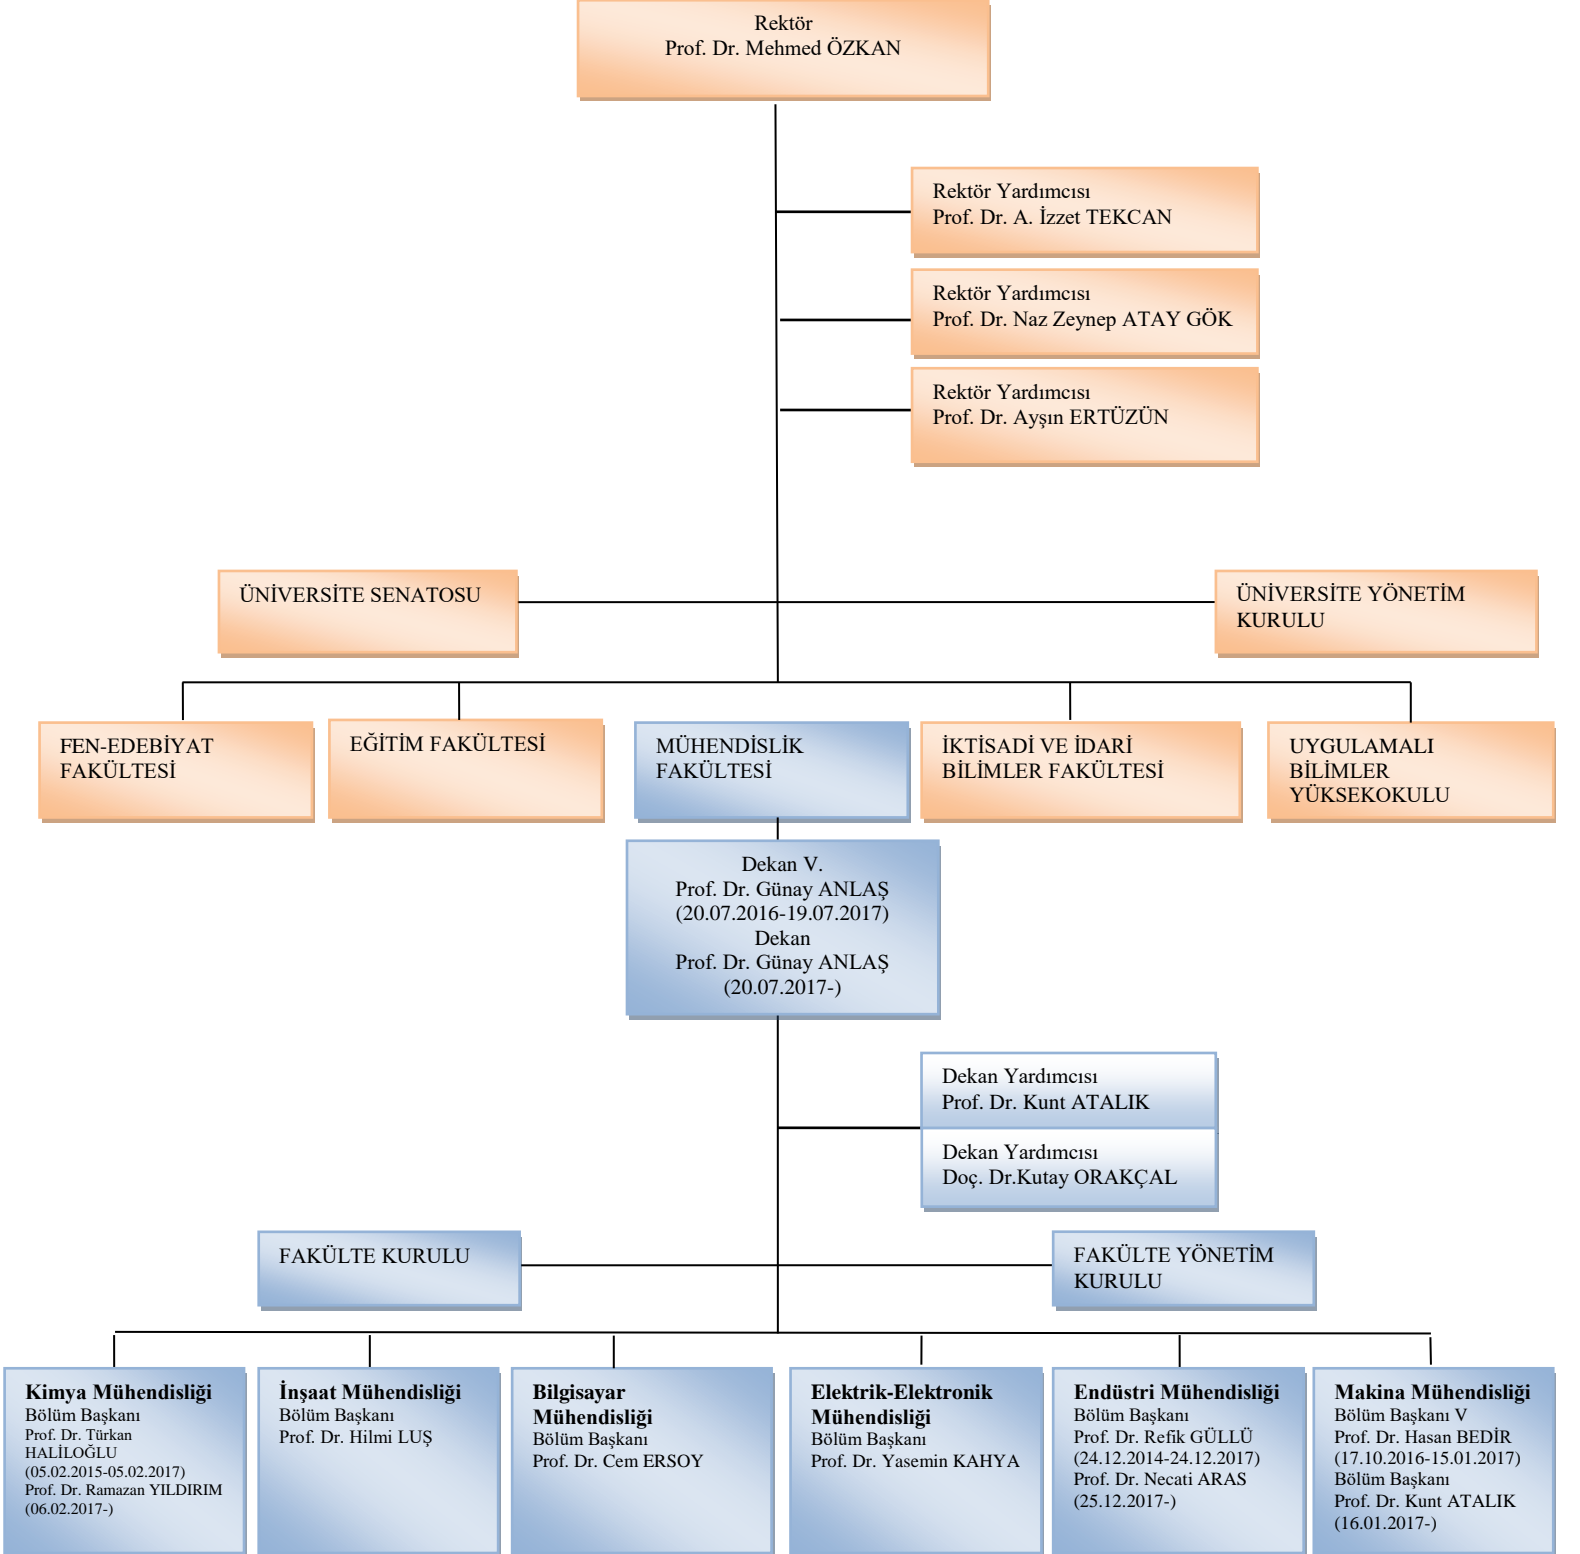 Rektör
Prof. Dr. Mehmed ÖZKAN
Rektör Yardımcısı
Prof. Dr. A. İzzet TEKCAN
Rektör Yardımcısı
Prof. Dr. Naz Zeynep ATAY GÖK
Rektör Yardımcısı
Prof. Dr. Ayşın ERTÜZÜN
ÜNİVERSİTE SENATOSU
ÜNİVERSİTE YÖNETİM
KURULU
FEN-EDEBİYAT
FAKÜLTESİ
EĞİTİM FAKÜLTESİ
MÜHENDİSLİK
FAKÜLTESİ
İKTİSADİ VE İDARİ
BİLİMLER FAKÜLTESİ
UYGULAMALI
BİLİMLER
YÜKSEKOKULU
Dekan V.
Prof. Dr. Günay ANLAŞ
(20.07.2016-19.07.2017)
Dekan
Prof. Dr. Günay ANLAŞ
(20.07.2017-)
Dekan Yardımcısı
Prof. Dr. Kunt ATALIK
Dekan Yardımcısı
Doç. Dr.Kutay ORAKÇAL
FAKÜLTE KURULU
FAKÜLTE YÖNETİM
KURULU
Kimya Mühendisliği
Bölüm Başkanı
Prof. Dr. Türkan
HALİLOĞLU
(05.02.2015-05.02.2017)
Prof. Dr. Ramazan YILDIRIM
(06.02.2017-)
İnşaat Mühendisliği
Bölüm Başkanı
Prof. Dr. Hilmi LUŞ
Bilgisayar
Mühendisliği
Bölüm Başkanı
Prof. Dr. Cem ERSOY
Elektrik-Elektronik
Mühendisliği
Bölüm Başkanı
Prof. Dr. Yasemin KAHYA
Endüstri Mühendisliği
Bölüm Başkanı
Prof. Dr. Refik GÜLLÜ
(24.12.2014-24.12.2017)
Prof. Dr. Necati ARAS
(25.12.2017-)
Makina Mühendisliği
Bölüm Başkanı V
Prof. Dr. Hasan BEDİR
(17.10.2016-15.01.2017)
Bölüm Başkanı
Prof. Dr. Kunt ATALIK
(16.01.2017-)